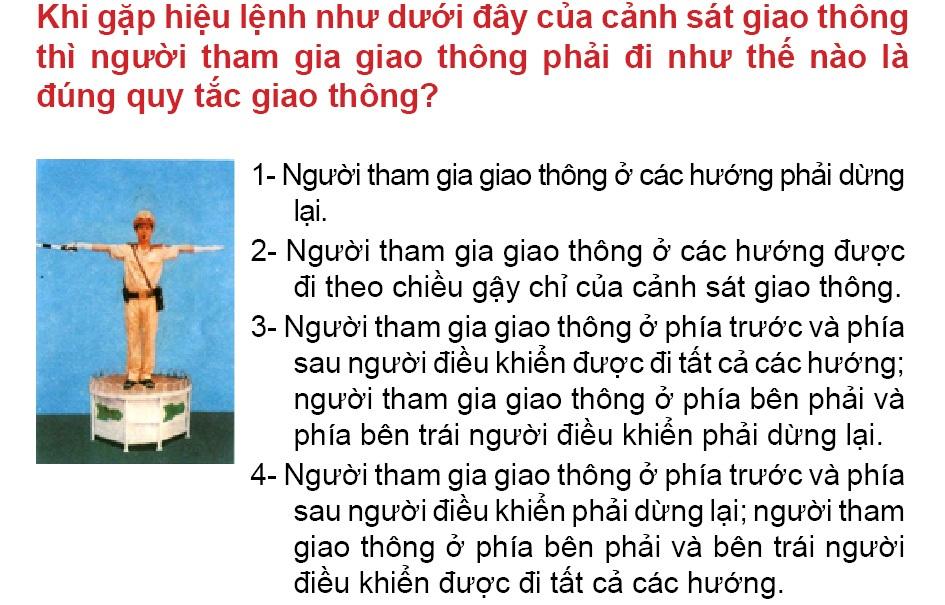 Khi gặp hiệu lệnh như dưới đây của cảnh sát giao thông
thì người tham gia giao thông phải đi như thế nào là
đúng quy tắc giao thông?
1- Người tham gia giao thông ở các hướng phải dừng
lại.
2- Người tham gia giao thông ở các hướng được
đi theo chiều gậy chỉ của cảnh sát giao thông.
3- Người tham gia giao thông ở phía trước và phía
sau người điều khiển được đi tất cả các hướng;
người tham gia giao thông ở phía bên phải và
phía bên trái người điều khiển phải dừng lại.
4- Người tham gia giao thông ở phía trước và phía
sau người điều khiển phải dừng lại; người tham
giao thông ở phía bên phải và bên trái người
điều khiển được đi tất cả các hướng.